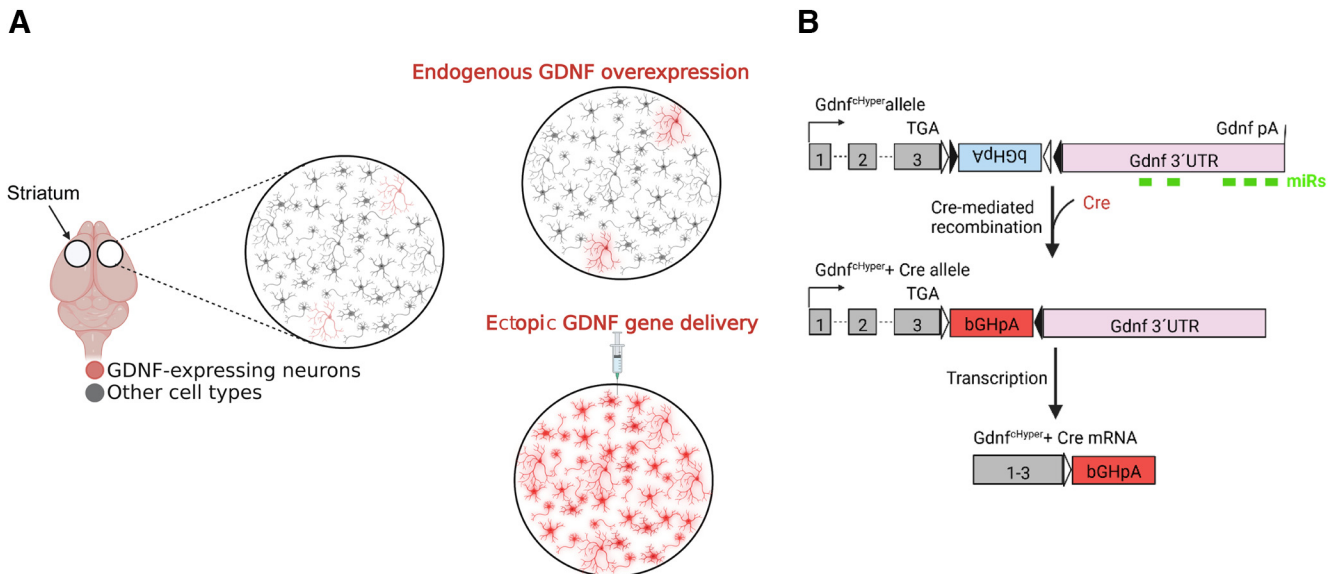 A
Endogenous GDNF overexpression
Striatum
Ectopic GDNF gene delivery
GDNF-expressing neurons
Other cell types
B
Gdnfᶜᴴʸᵖᵉʳ allele
TGA
Gdnf pA
1 2 3 bGHpA Gdnf 3´UTR
miRs
Cre-mediated
recombination
Cre
Gdnfᶜᴴʸᵖᵉʳ+ Cre allele
TGA
1 2 3 bGHpA Gdnf 3´UTR
Transcription
Gdnfᶜᴴʸᵖᵉʳ+ Cre mRNA
1-3 bGHpA